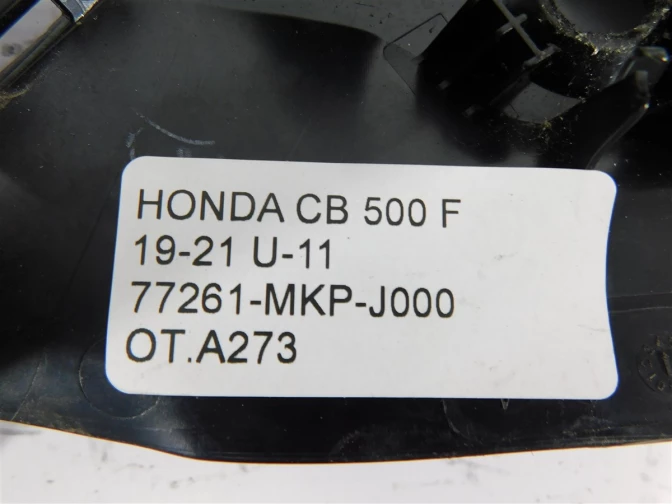 HONDA CB 500 F
19-21 U-11
77261-MKP-J000
OT.A273